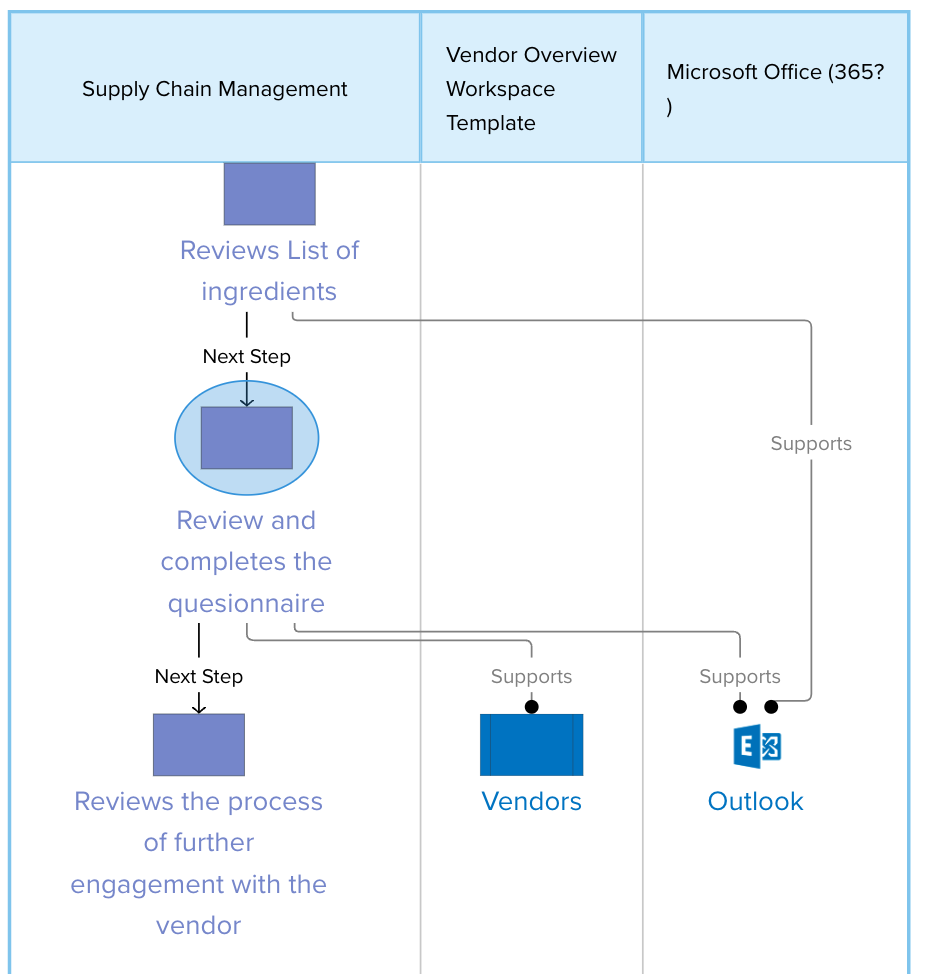 Supply Chain Management
Vendor Overview
Workspace
Template
Microsoft Office (365?
)
Reviews List of
ingredients
Next Step
Supports
Review and
completes the
quesionnaire
Next Step
Supports
Supports
E
Reviews the process
of further
engagement with the
vendor
Vendors
Outlook